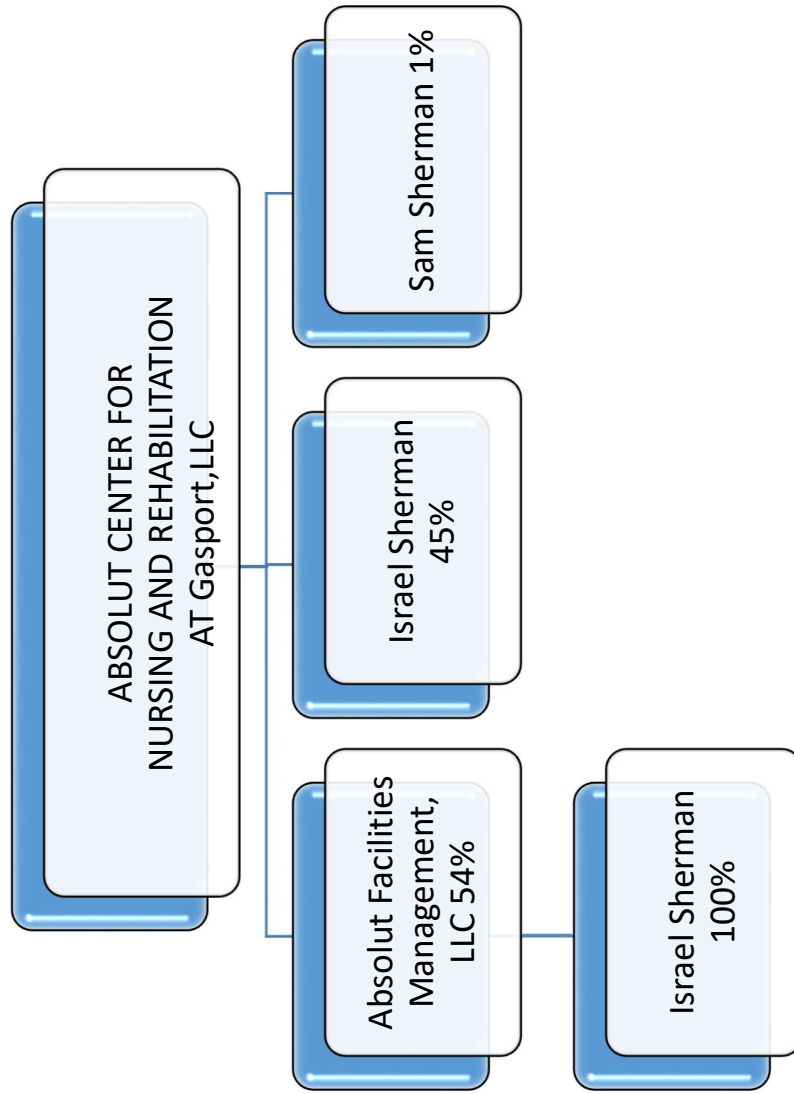 ABSOLUT CENTER FOR
NURSING AND REHABILITATION
AT Gasport,LLC
Absolut Facilities
Management,
LLC 54%
Israel Sherman
45%
Sam Sherman 1%
Israel Sherman
100%